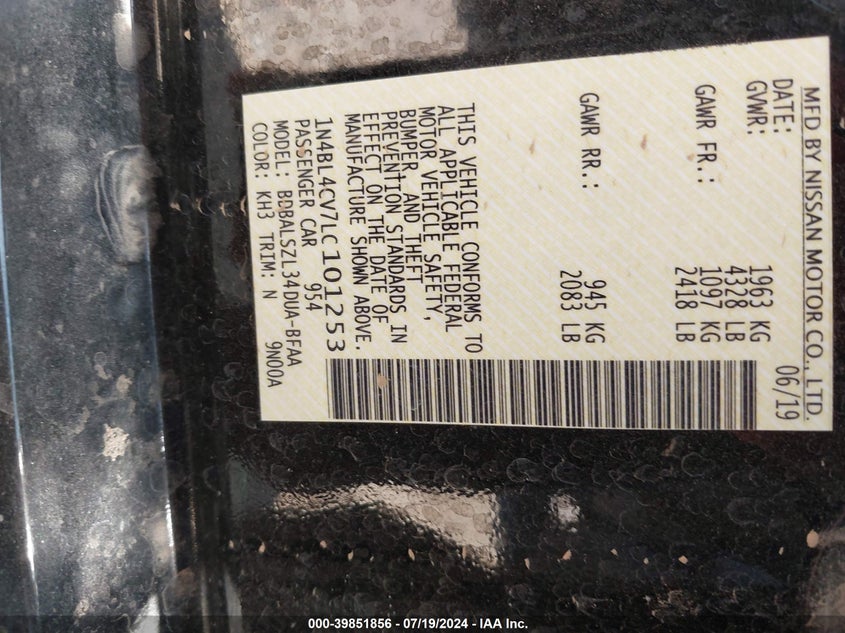 MFD BY NISSAN MOTOR CO., LTD.
DATE: 06/19
GVWR: 1963 KG
4328 LB
GAWR FR.: 1097 KG
2418 LB
GAWR RR.: 945 KG
2083 LB
THIS VEHICLE CONFORMS TO
ALL APPLICABLE FEDERAL
MOTOR VEHICLE SAFETY,
BUMPER, AND THEFT
PREVENTION STANDARDS IN
EFFECT ON THE DATE OF
MANUFACTURE SHOWN ABOVE.
1N4BL4CV7LC101253
PASSENGER CAR 954
MODEL: BDBALSZL34DUA-BFAA
COLOR: KH3 TRIM: N 9N00A
000-39851856 - 07/19/2024 - IAA Inc.